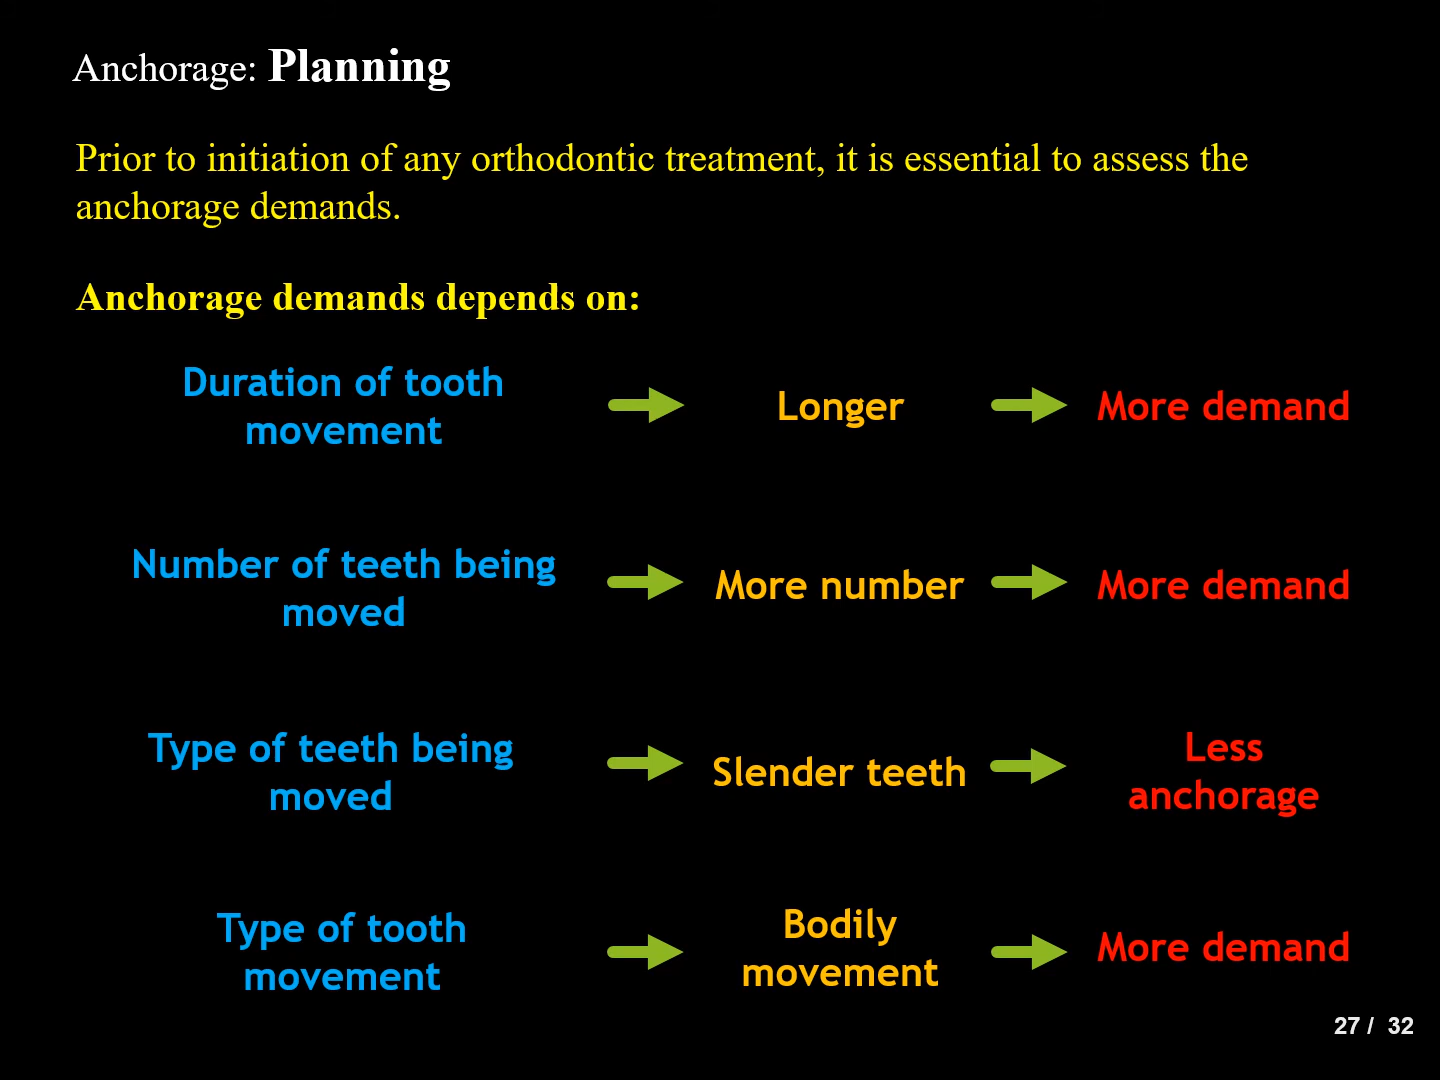 Anchorage: Planning
Prior to initiation of any orthodontic treatment, it is essential to assess the
anchorage demands.
Anchorage demands depends on:
Duration of tooth
movement
Longer
More demand
Number of teeth being
moved
More number
More demand
Type of teeth being
moved
Slender teeth
Less
anchorage
Type of tooth
movement
Bodily
movement
More demand
27 / 32